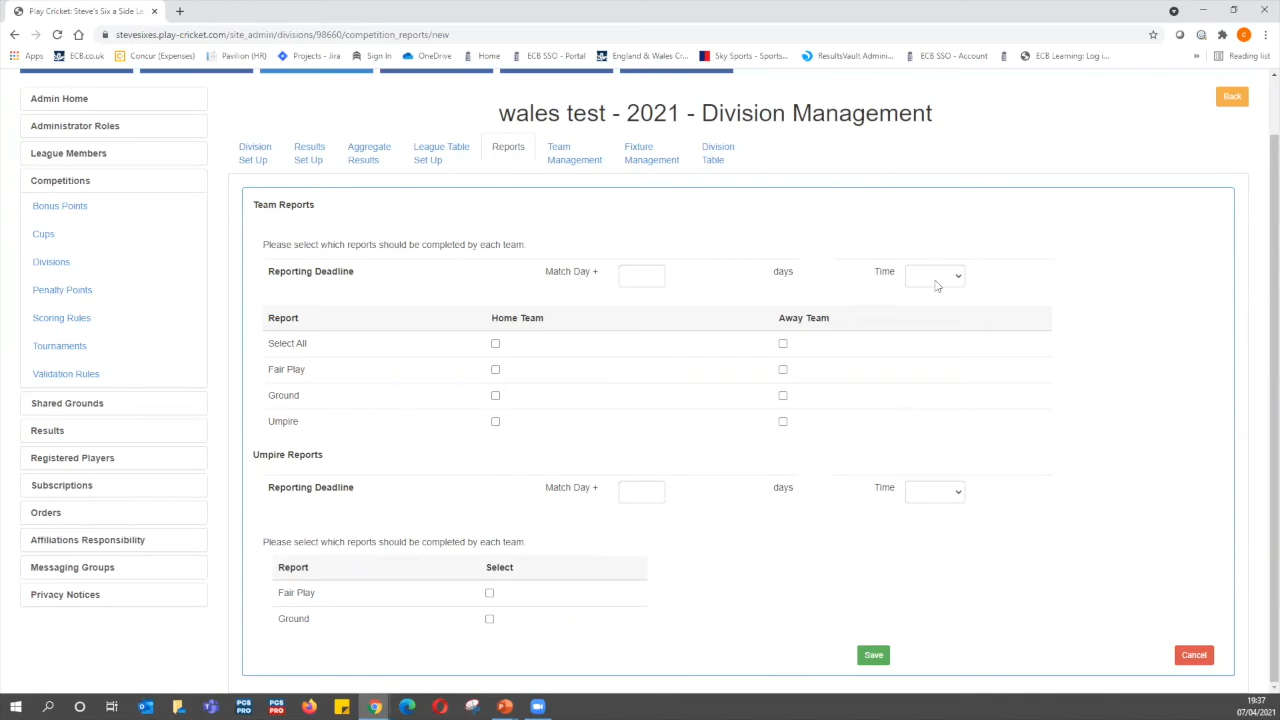 Play Cricket: Steve's Six a Side Le
stevesixes.play-cricket.com/site_admin/divisions/98660/competition_reports/new
Apps ECB.co.uk Concur (Expenses) Pavilion (HR) Projects - Jira Sign In OneDrive Home ECB SSO - Portal England & Wales Cr... Sky Sports - Sports... ResultsVault Admini... ECB SSO - Account ECB Learning: Log i... » Reading list
Admin Home
Administrator Roles
League Members
Competitions
Bonus Points
Cups
Divisions
Penalty Points
Scoring Rules
Tournaments
Validation Rules
Shared Grounds
Results
Registered Players
Subscriptions
Orders
Affiliations Responsibility
Messaging Groups
Privacy Notices
Back
wales test - 2021 - Division Management
Division Set Up
Results Set Up
Aggregate Results
League Table Set Up
Reports
Team Management
Fixture Management
Division Table
Team Reports
Please select which reports should be completed by each team.
Reporting Deadline Match Day + days Time
Report Home Team Away Team
Select All
Fair Play
Ground
Umpire
Umpire Reports
Reporting Deadline Match Day + days Time
Please select which reports should be completed by each team.
Report Select
Fair Play
Ground
Save Cancel
PCS PRO PCS PRO
19:37
07/04/2021